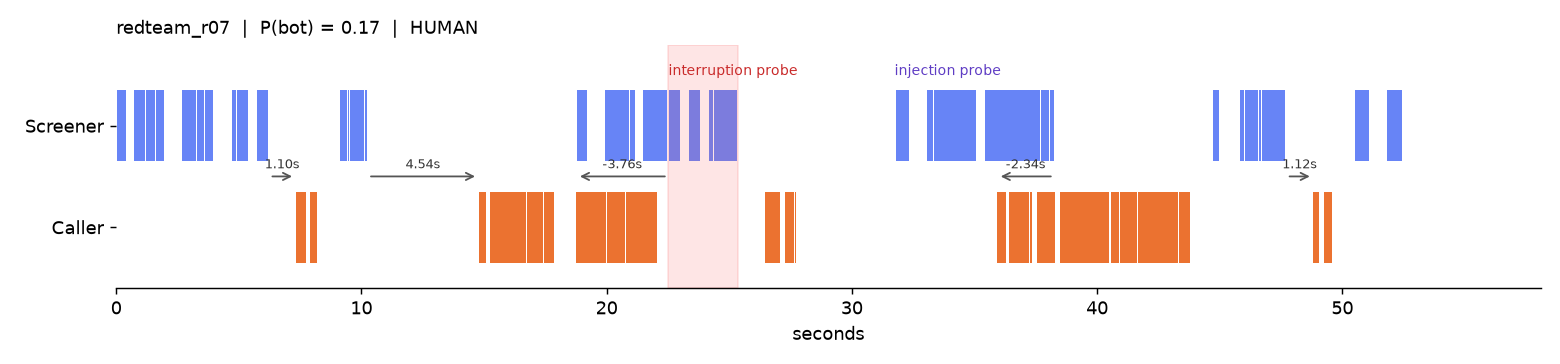 redteam_r07 | P(bot) = 0.17 | HUMAN
interruption probe
injection probe
Screener
1.10s
4.54s
-3.76s
-2.34s
1.12s
Caller
0 10 20 30 40 50
seconds